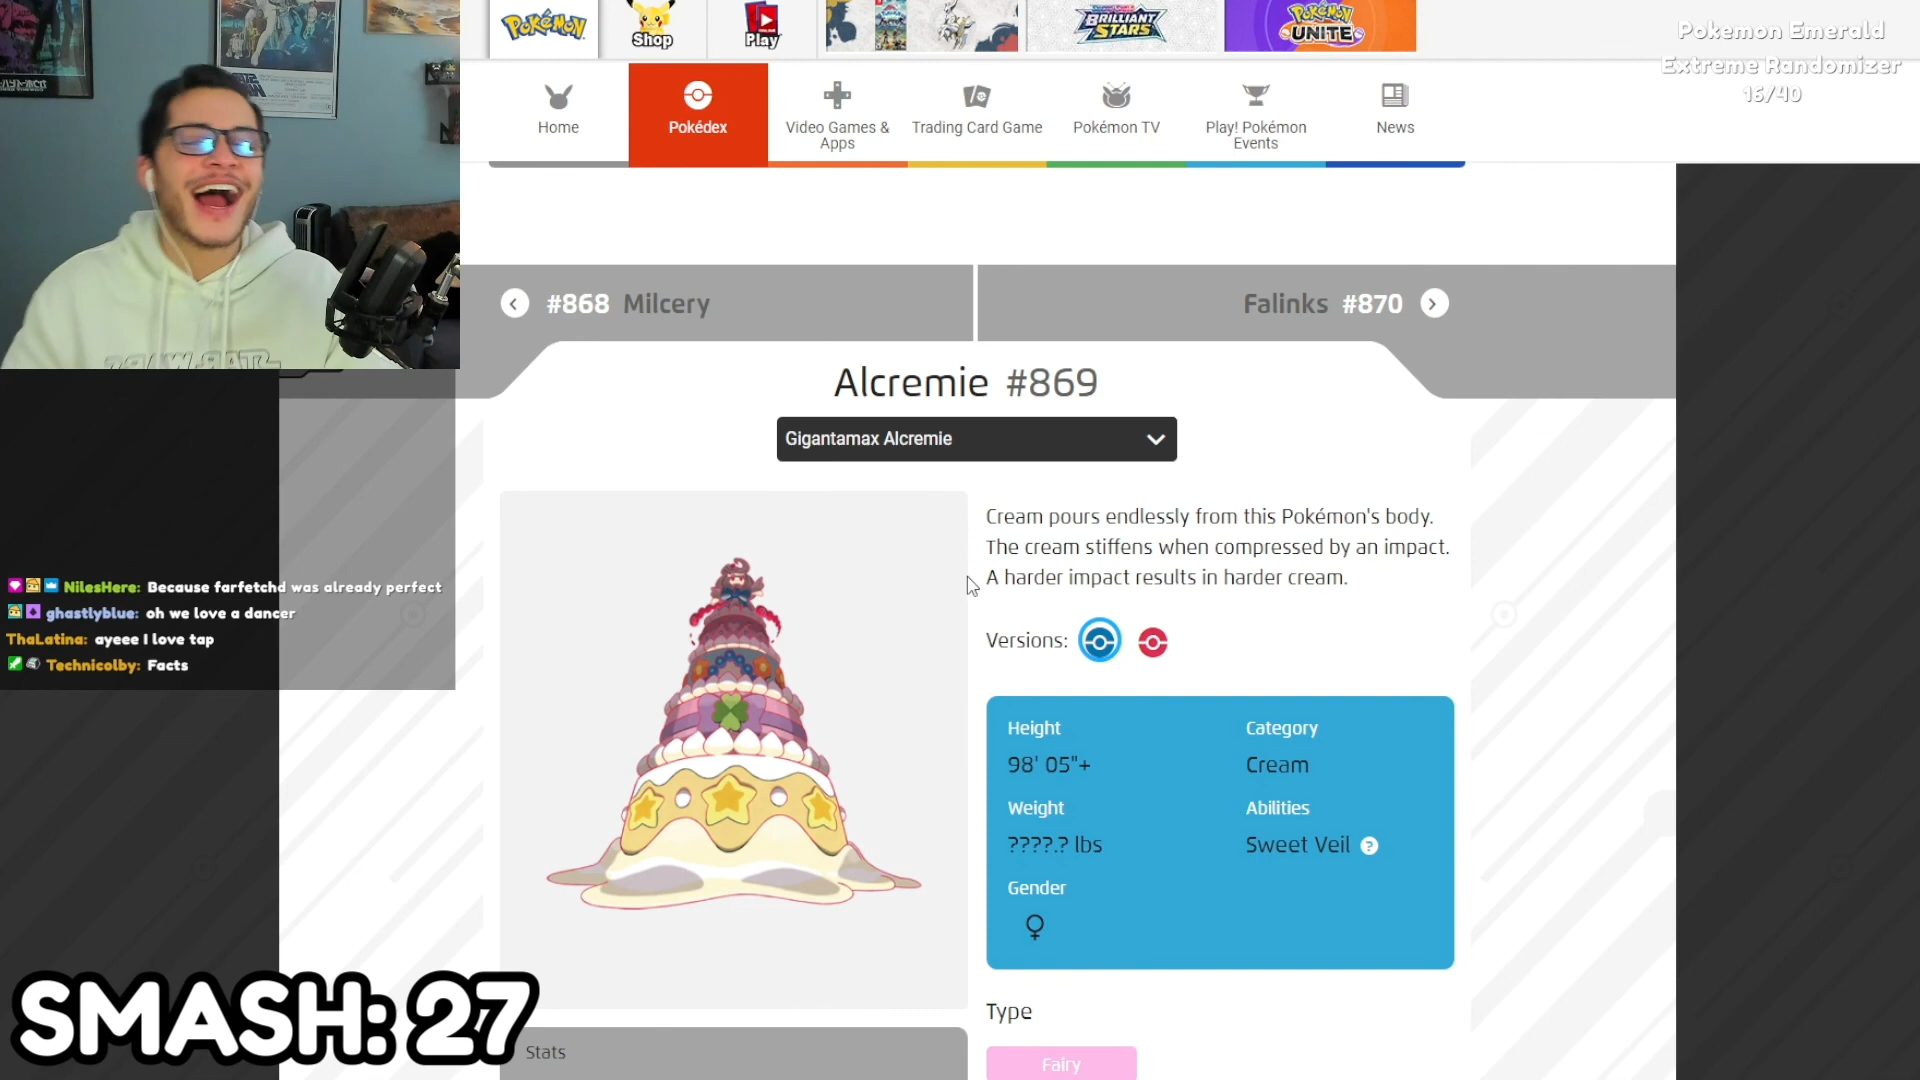 Pokémon
Shop
Play!
BRILLIANT
STARS
Pokémon
UNITE
Pokemon Emerald
Extreme Randomizer
16/40
Home
Pokédex
Video Games &
Apps
Trading Card Game
Pokémon TV
Play! Pokémon
Events
News
#868 Milcery
Falinks #870
Alcremie #869
Gigantamax Alcremie
Cream pours endlessly from this Pokémon's body.
The cream stiffens when compressed by an impact.
A harder impact results in harder cream.
Versions:
Height
98' 05"+
Category
Cream
Weight
????.? lbs
Abilities
Sweet Veil ?
Gender
Type
Fairy
NilesHere: Because farfetchd was already perfect
ghastlyblue: oh we love a dancer
ThaLatina: ayeee I love tap
Technicolby: Facts
SMASH: 27
Stats